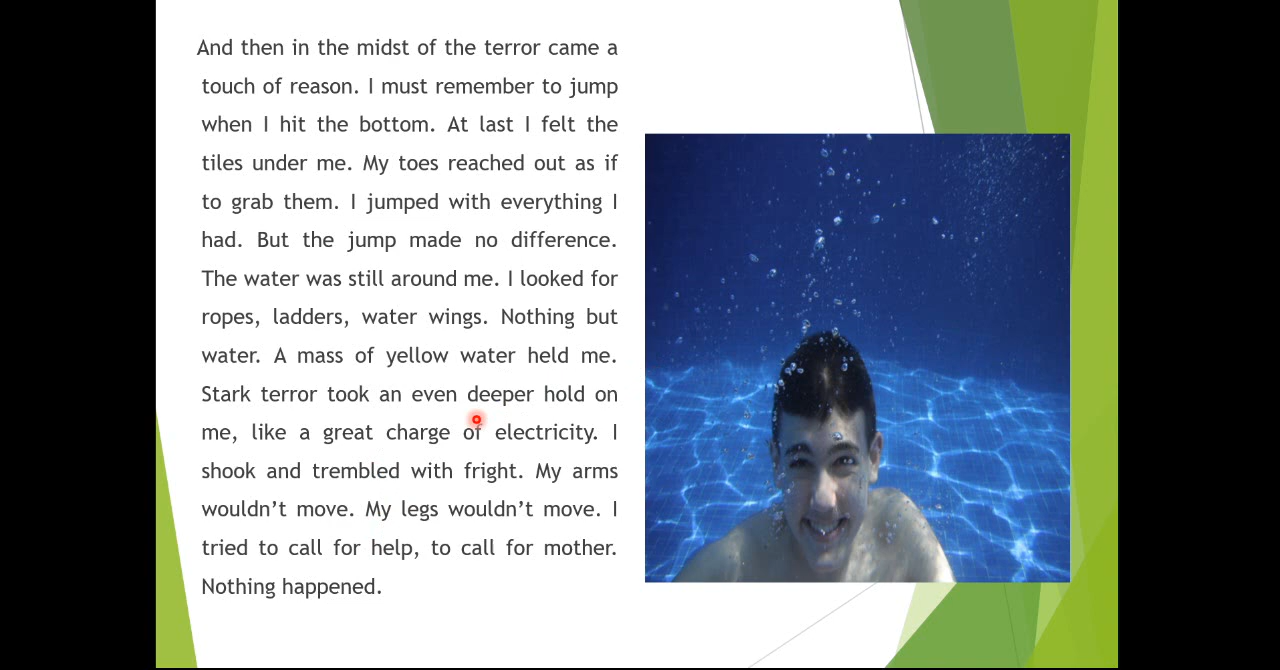 And then in the midst of the terror came a
touch of reason. I must remember to jump
when I hit the bottom. At last I felt the
tiles under me. My toes reached out as if
to grab them. I jumped with everything I
had. But the jump made no difference.
The water was still around me. I looked for
ropes, ladders, water wings. Nothing but
water. A mass of yellow water held me.
Stark terror took an even deeper hold on
me, like a great charge of electricity. I
shook and trembled with fright. My arms
wouldn’t move. My legs wouldn’t move. I
tried to call for help, to call for mother.
Nothing happened.